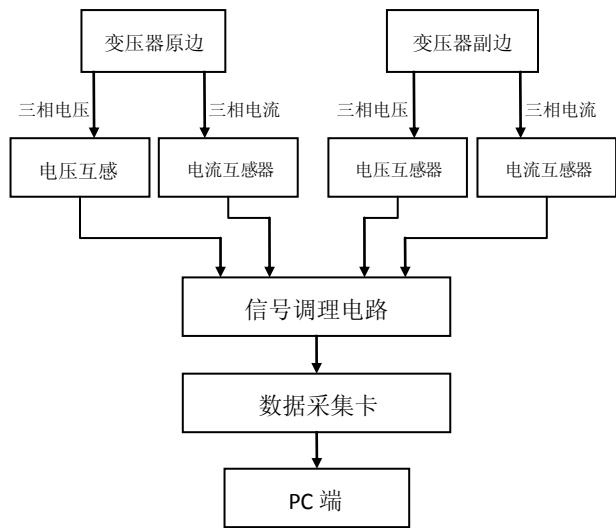 变压器原边
变压器副边
三相电压
三相电流
三相电压
三相电流
电压互感
电流互感器
电压互感器
电流互感器
信号调理电路
数据采集卡
PC 端